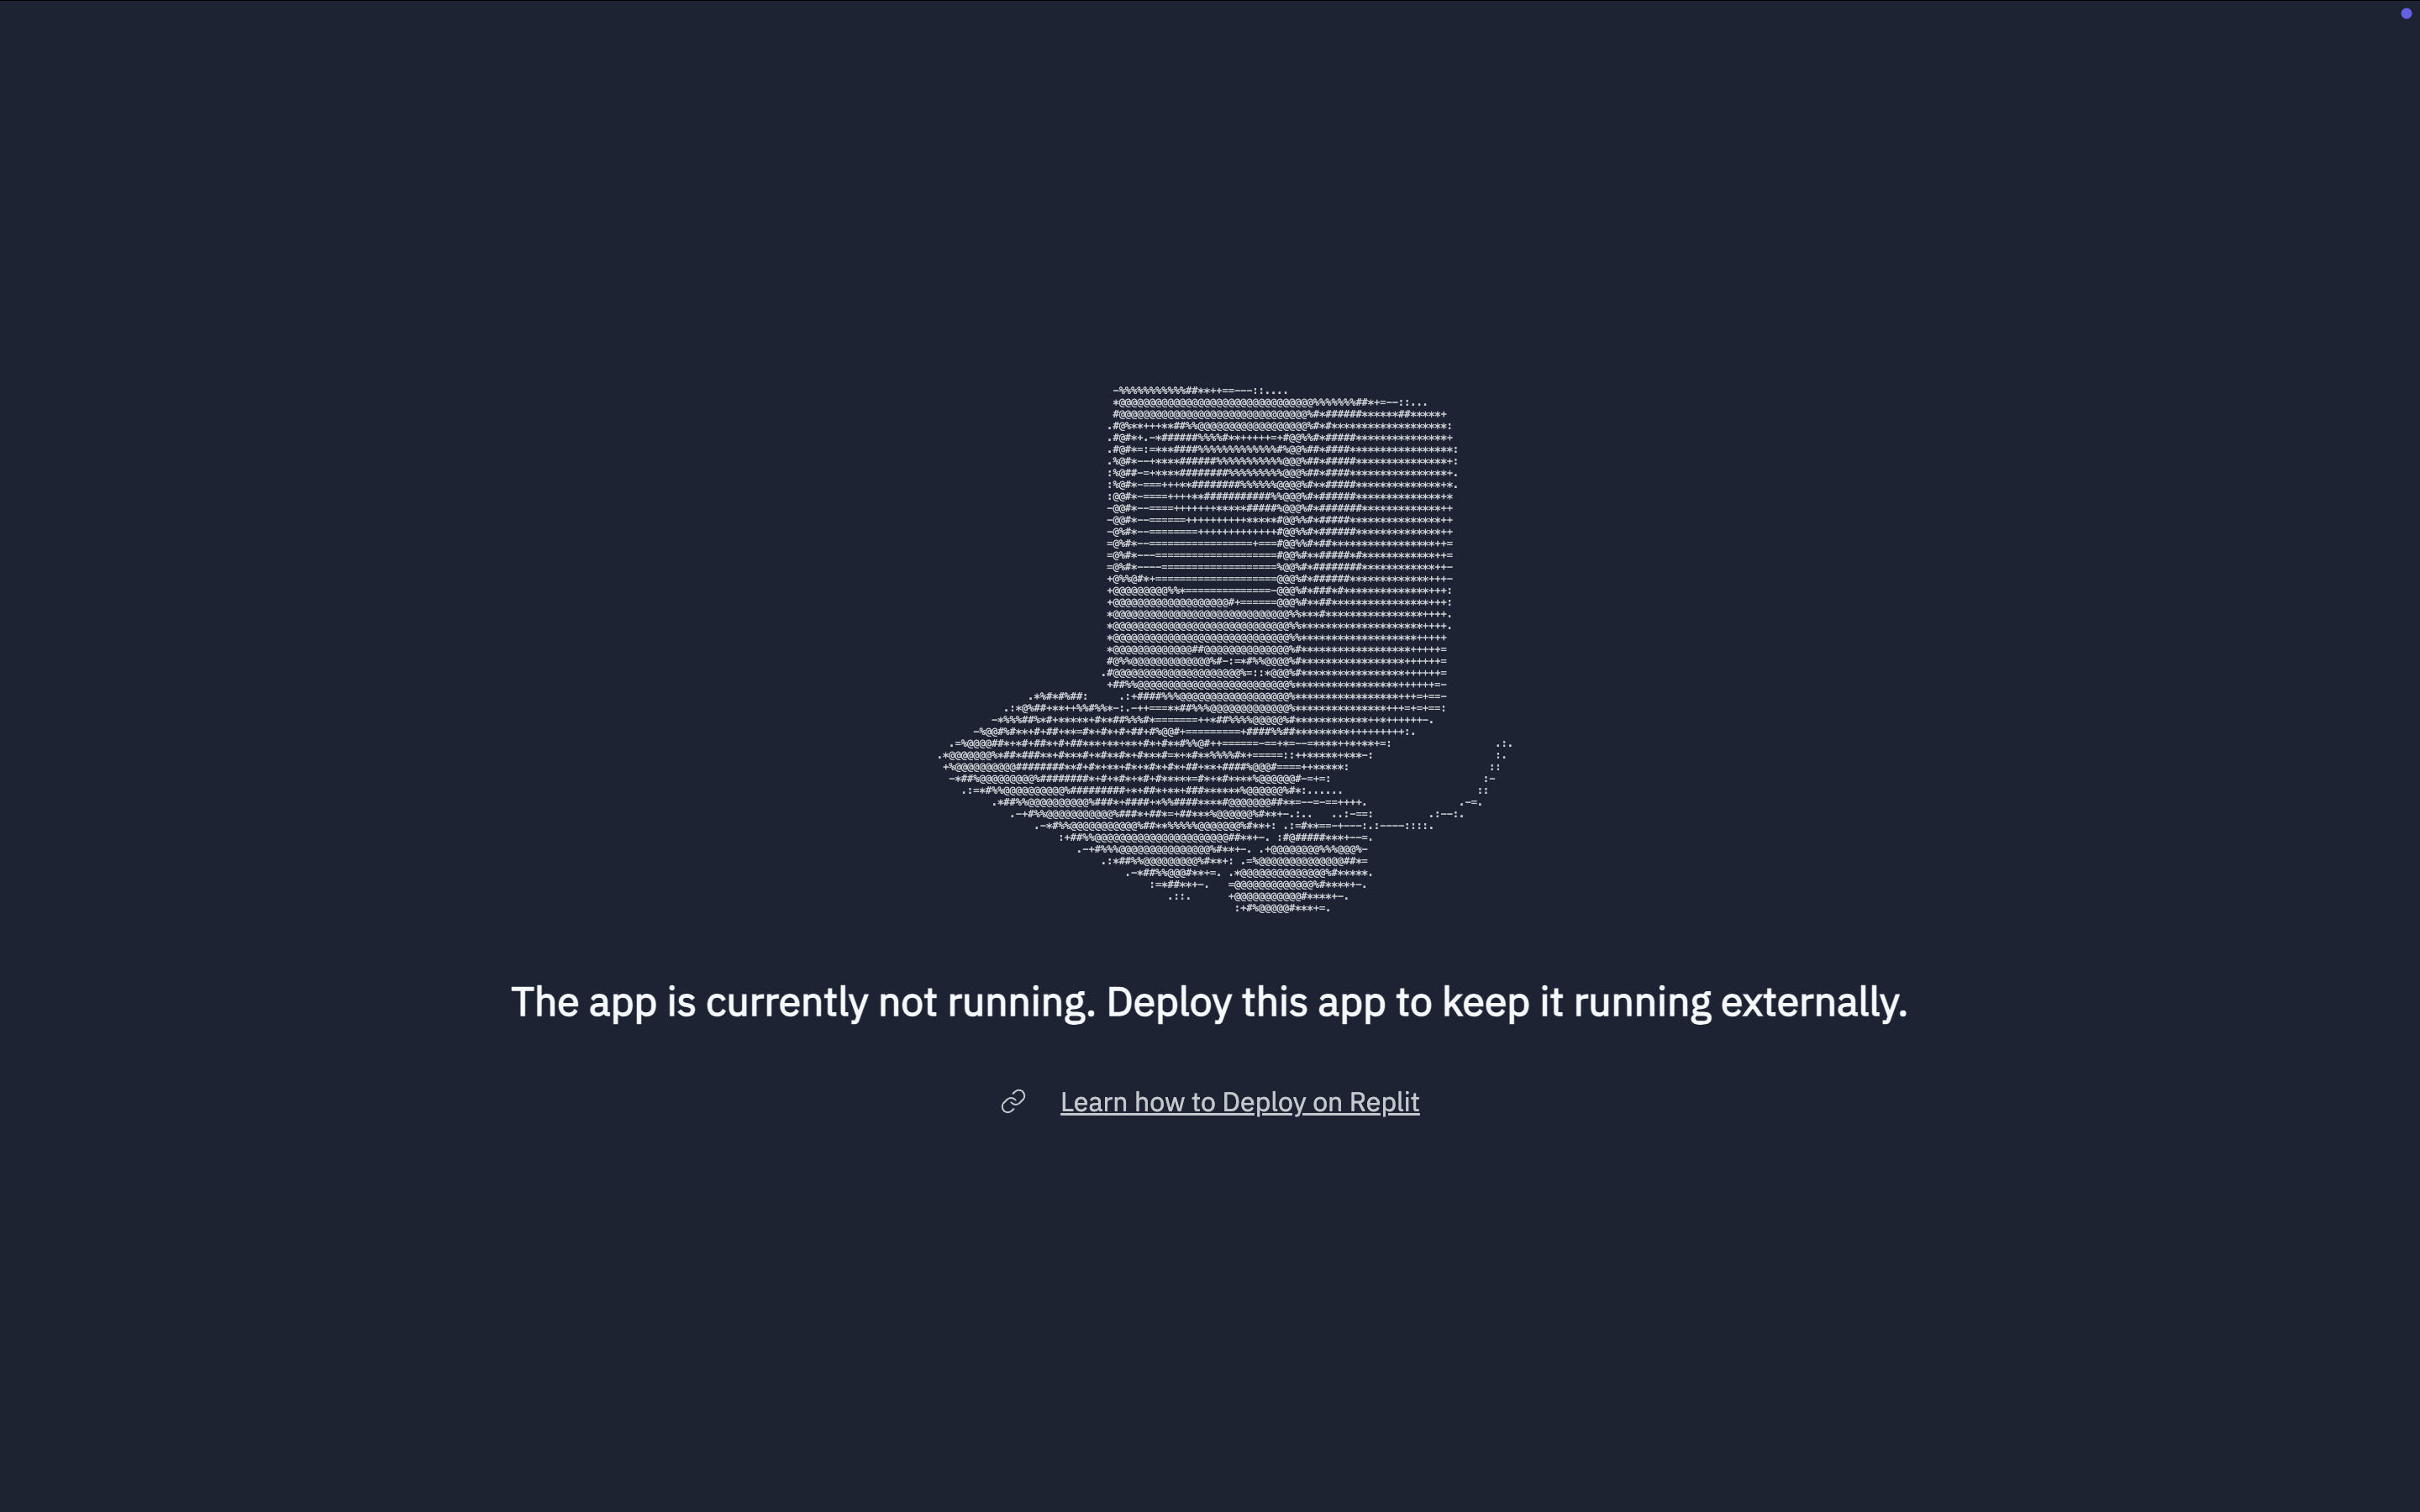 The app is currently not running. Deploy this app to keep it running externally.
Learn how to Deploy on Replit